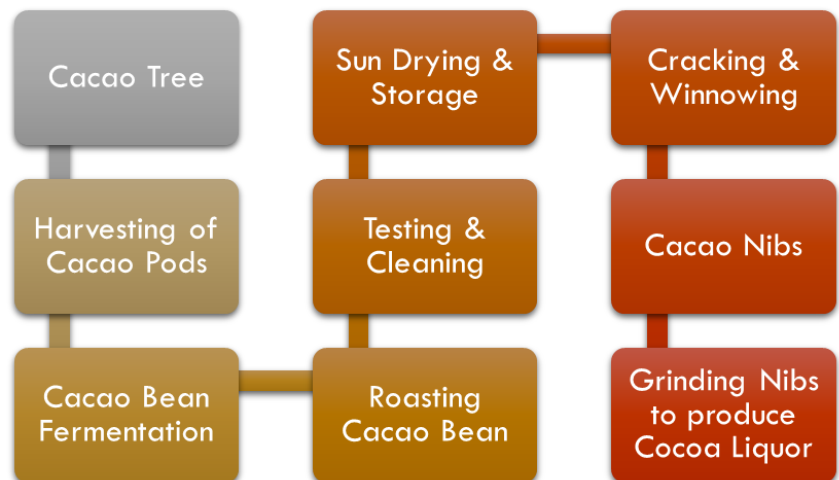 Cacao Tree
Harvesting of
Cacao Pods
Cacao Bean
Fermentation
Roasting
Cacao Bean
Testing &
Cleaning
Sun Drying &
Storage
Cracking &
Winnowing
Cacao Nibs
Grinding Nibs
to produce
Cocoa Liquor